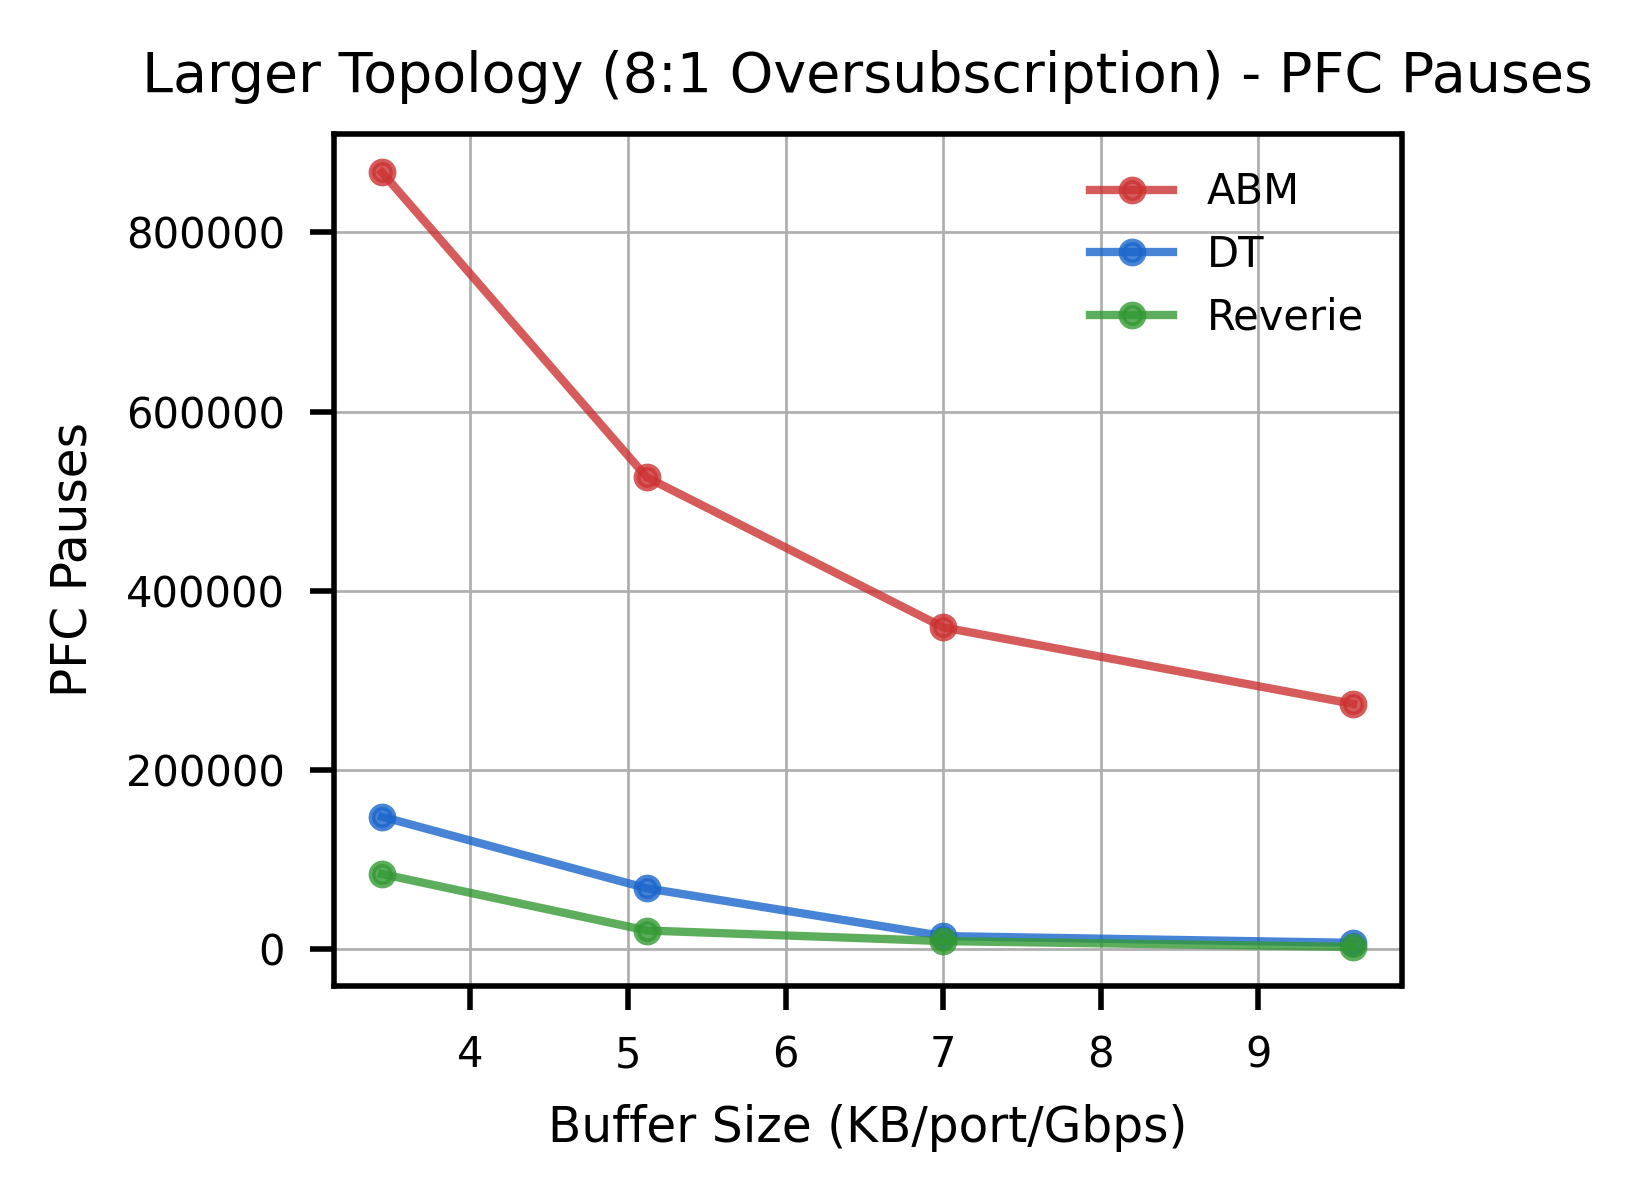 Larger Topology (8:1 Oversubscription) - PFC Pauses
ABM
DT
Reverie
PFC Pauses
800000
600000
400000
200000
0
4 5 6 7 8 9
Buffer Size (KB/port/Gbps)